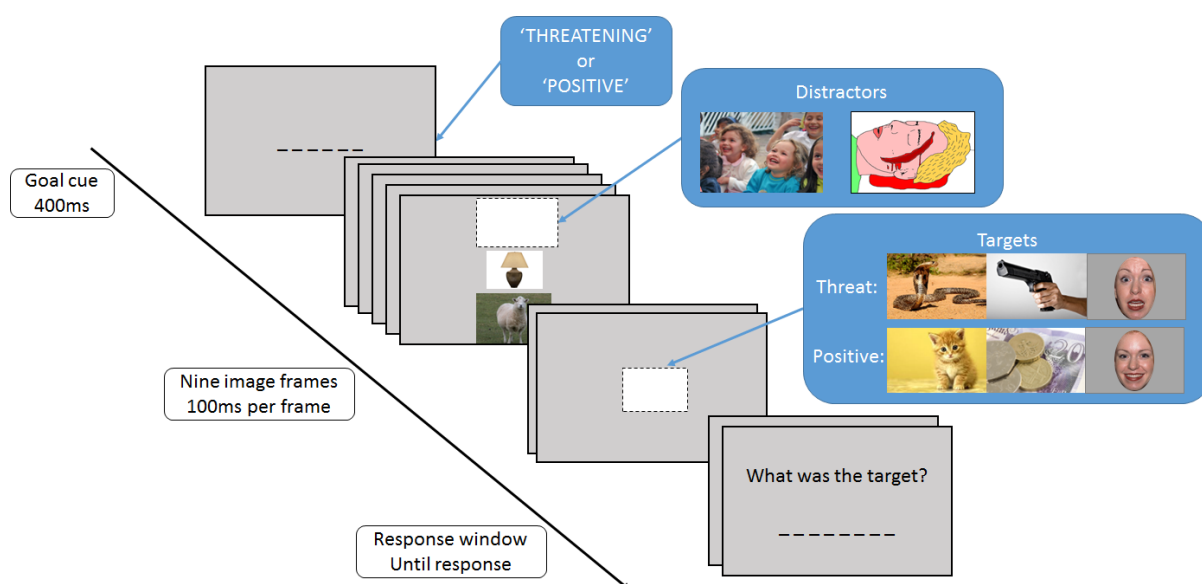 ‘THREATENING’
or
‘POSITIVE’
Distractors
_ _ _ _ _ _
Goal cue
400ms
Targets
Threat:
Positive:
Nine image frames
100ms per frame
What was the target?
_ _ _ _ _ _ _ _
Response window
Until response